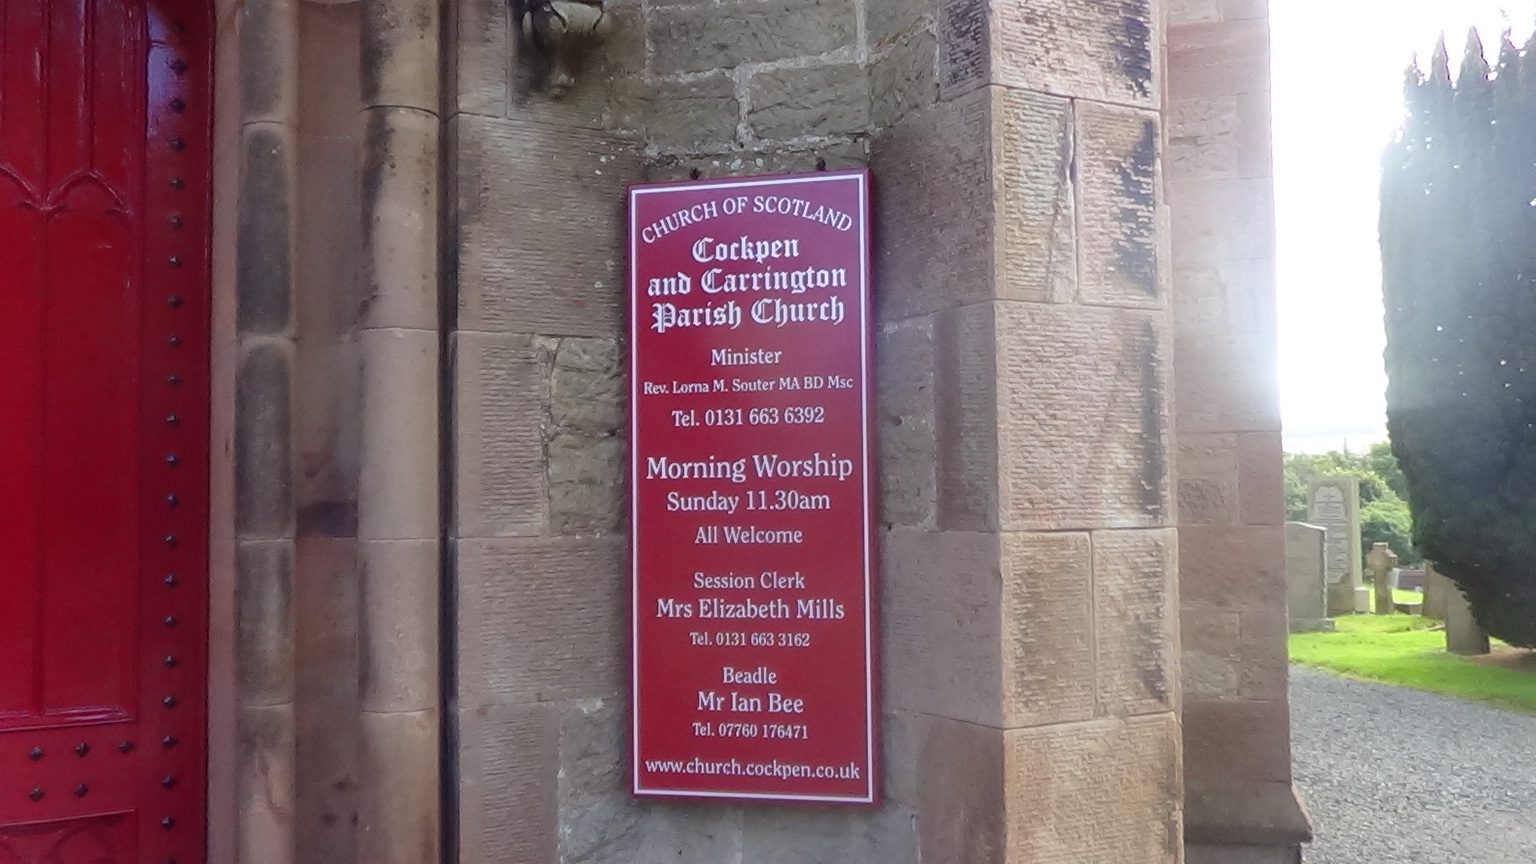 CHURCH OF SCOTLAND
Cockpen
and Carrington
Parish Church
Minister
Rev. Lorna M. Souter MA BD Msc
Tel. 0131 663 6392
Morning Worship
Sunday 11.30am
All Welcome
Session Clerk
Mrs Elizabeth Mills
Tel. 0131 663 3162
Beadle
Mr Ian Bee
Tel. 07760 176471
www.church.cockpen.co.uk